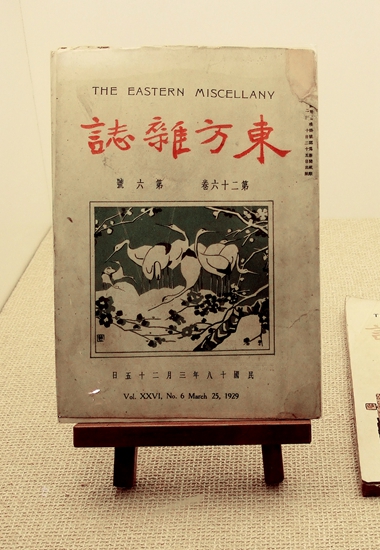 THE EASTERN MISCELLANY
東方雜誌
第二十六卷 第六號
民國十八年三月二十五日
Vol. XXVI, No. 6 March 25, 1929